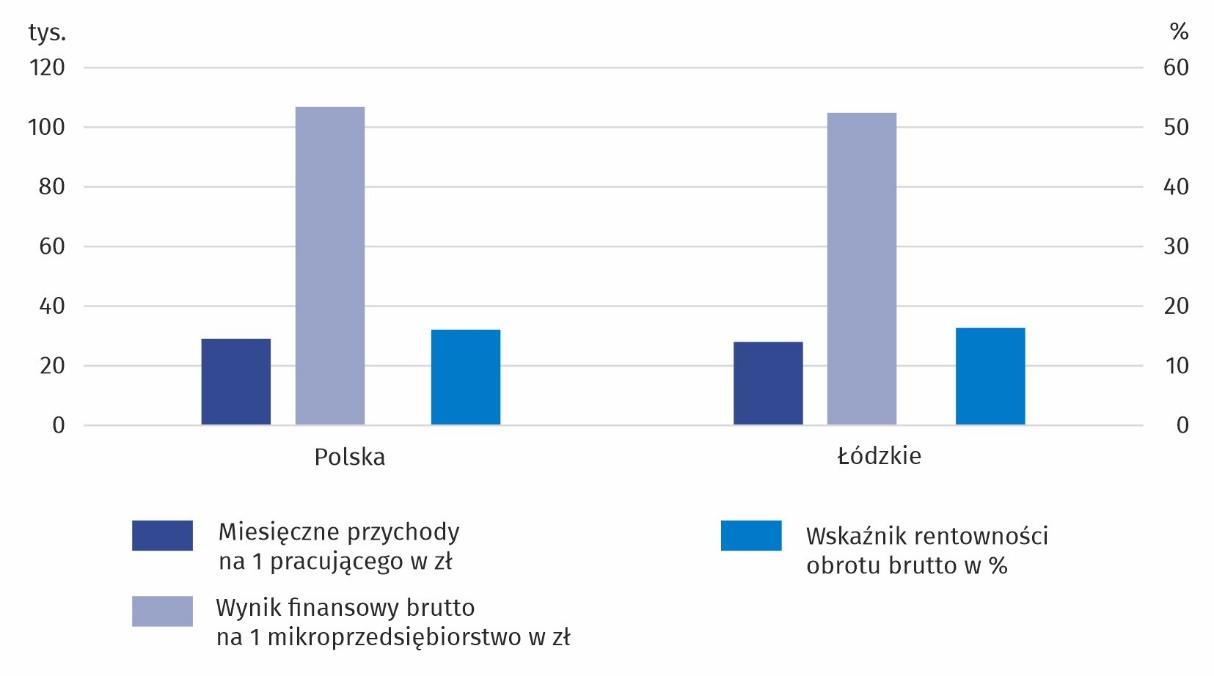 tys.
%
120
60
100
50
80
40
60
30
40
20
20
10
0
0
Polska
Łódzkie
Miesięczne przychody
na 1 pracującego w zł
Wskaźnik rentowności
obrotu brutto w %
Wynik finansowy brutto
na 1 mikroprzedsiębiorstwo w zł